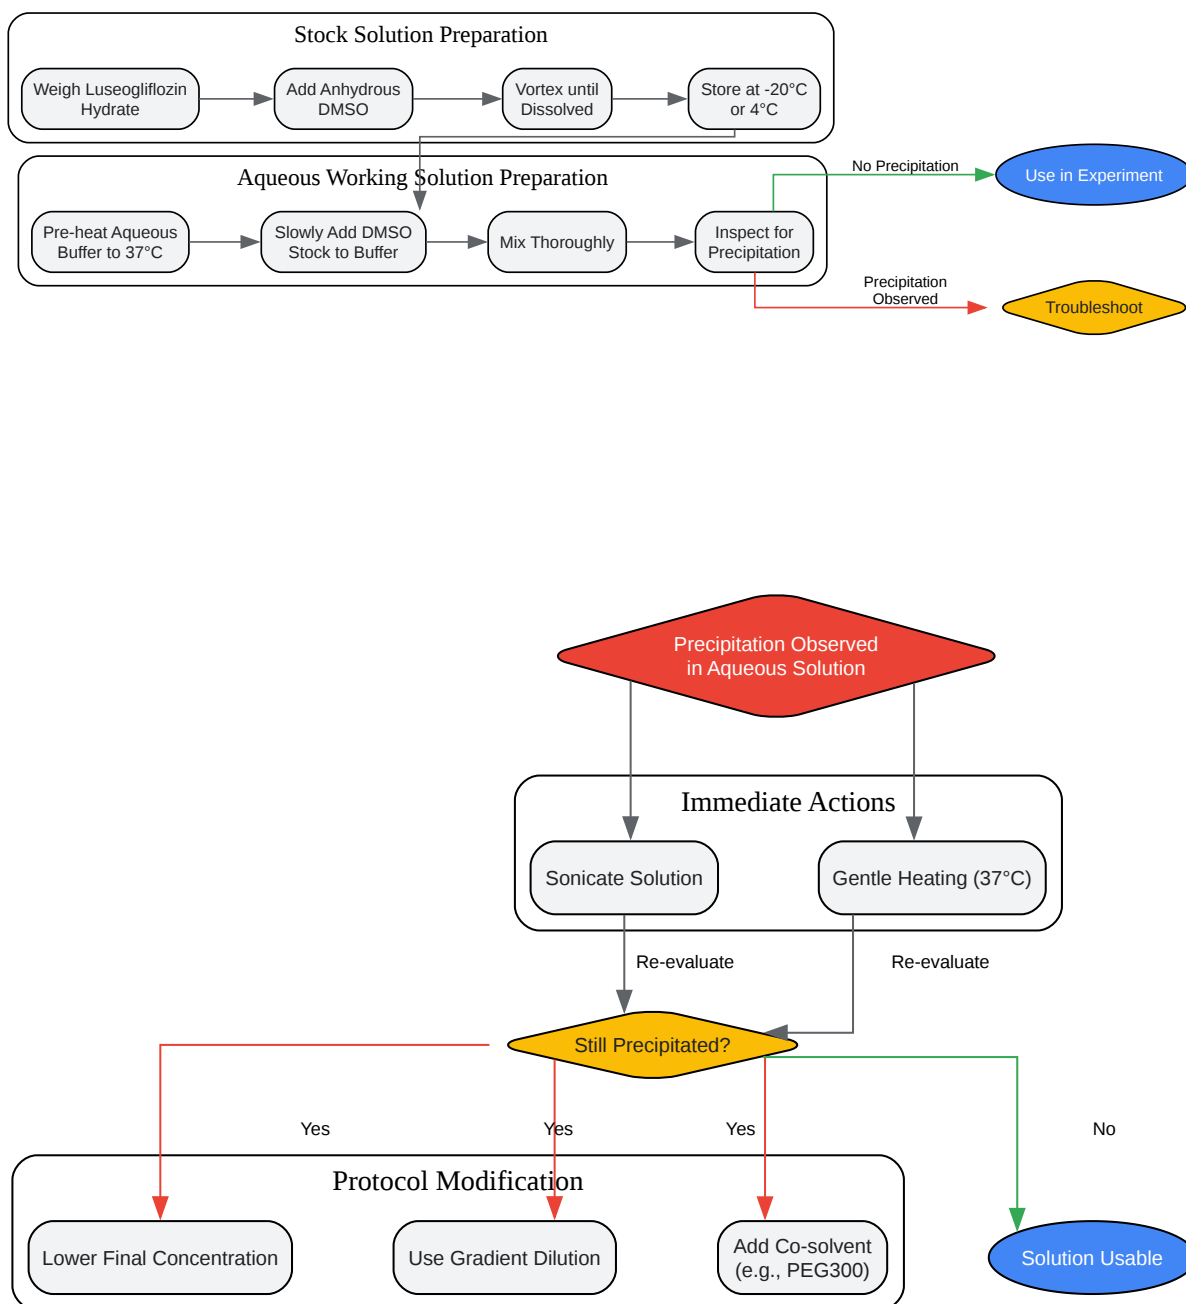 Stock Solution Preparation
Weigh Luseogliflozin
Hydrate
Add Anhydrous
DMSO
Vortex until
Dissolved
Store at -20°C
or 4°C
Aqueous Working Solution Preparation
Pre-heat Aqueous
Buffer to 37°C
Slowly Add DMSO
Stock to Buffer
Mix Thoroughly
Inspect for
Precipitation
No Precipitation
Use in Experiment
Precipitation
Observed
Troubleshoot
Precipitation Observed
in Aqueous Solution
Immediate Actions
Sonicate Solution
Gentle Heating (37°C)
Re-evaluate
Re-evaluate
Still Precipitated?
Yes
Yes
Yes
No
Protocol Modification
Lower Final Concentration
Use Gradient Dilution
Add Co-solvent
(e.g., PEG300)
Solution Usable